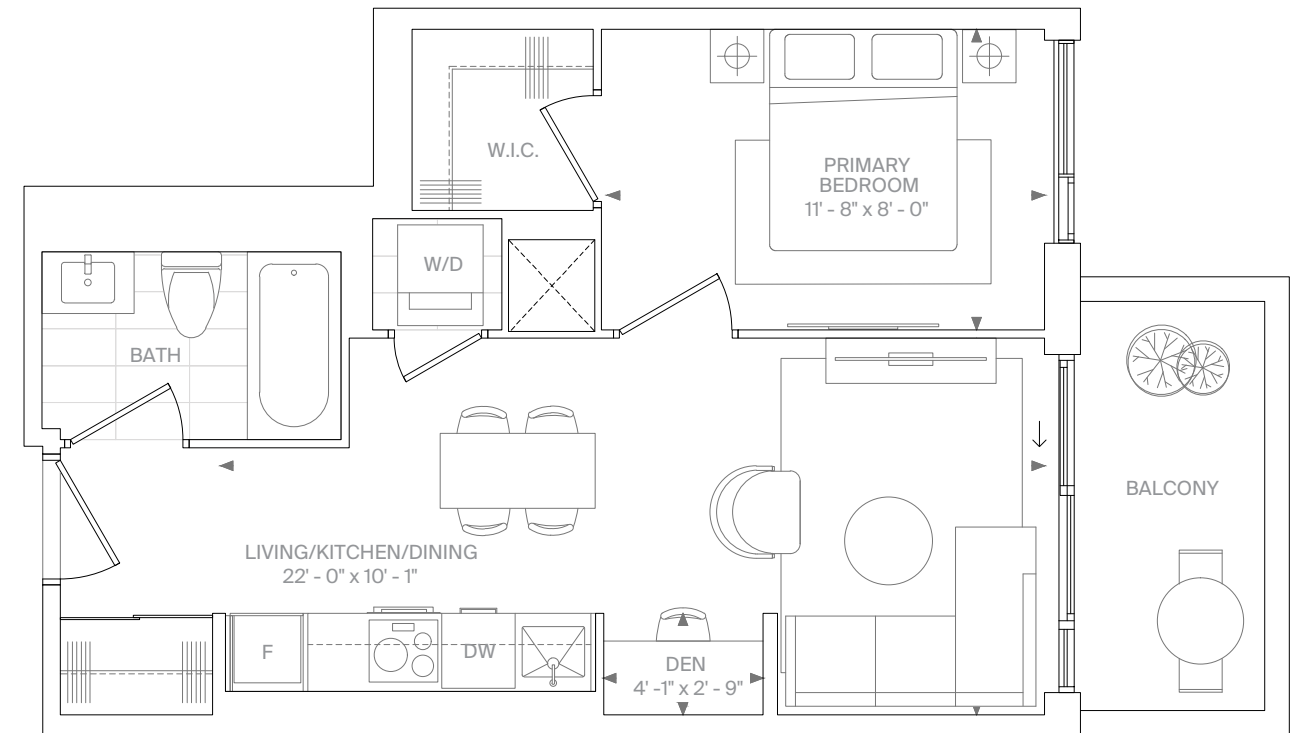 W.I.C.
PRIMARY
BEDROOM
11' - 8" x 8' - 0"
W/D
BATH
BALCONY
LIVING/KITCHEN/DINING
22' - 0" x 10' - 1"
F
DW
DEN
4' -1" x 2' - 9"